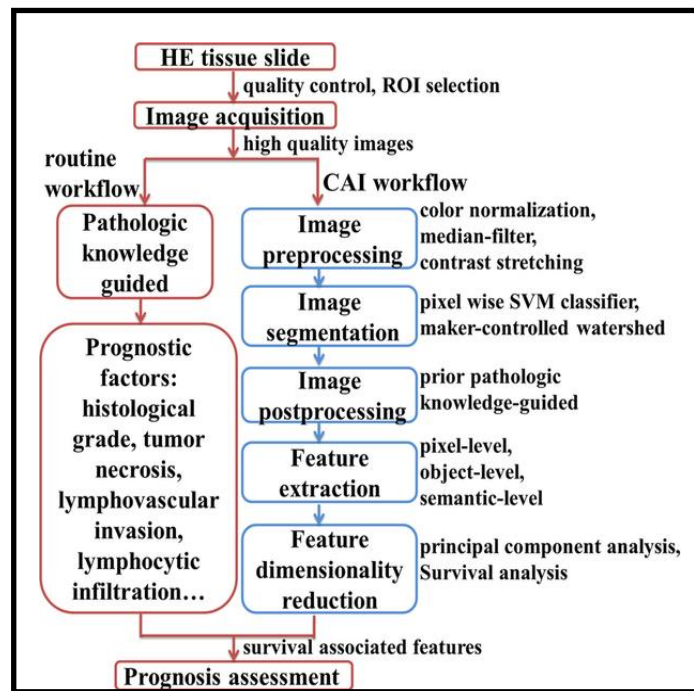 HE tissue slide
quality control, ROI selection
Image acquisition
high quality images
routine
workflow
CAI workflow
Pathologic
knowledge
guided
Prognostic
factors:
histological
grade, tumor
necrosis,
lymphovascular
invasion,
lymphocytic
infiltration…
Image
preprocessing
color normalization,
median-filter,
contrast stretching
Image
segmentation
pixel wise SVM classifier,
maker-controlled watershed
Image
postprocessing
prior pathologic
knowledge-guided
Feature
extraction
pixel-level,
object-level,
semantic-level
Feature
dimensionality
reduction
principal component analysis,
Survival analysis
survival associated features
Prognosis assessment